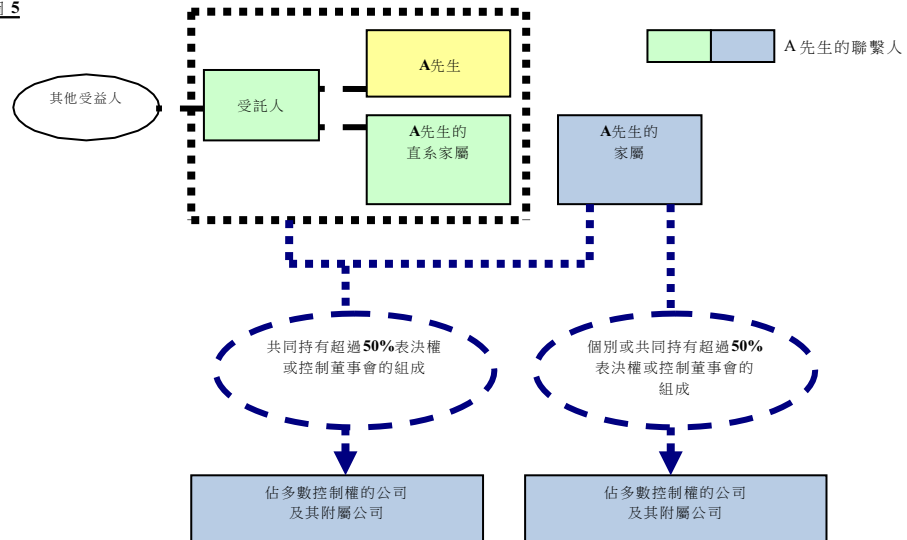 圖 5
A 先生的聯繫人
A先生
其他受益人
受託人
A先生的
直系家屬
A先生的
家屬
共同持有超過50%表決權
或控制董事會的組成
個別或共同持有超過50%
表決權或控制董事會的
組成
佔多數控制權的公司
及其附屬公司
佔多數控制權的公司
及其附屬公司